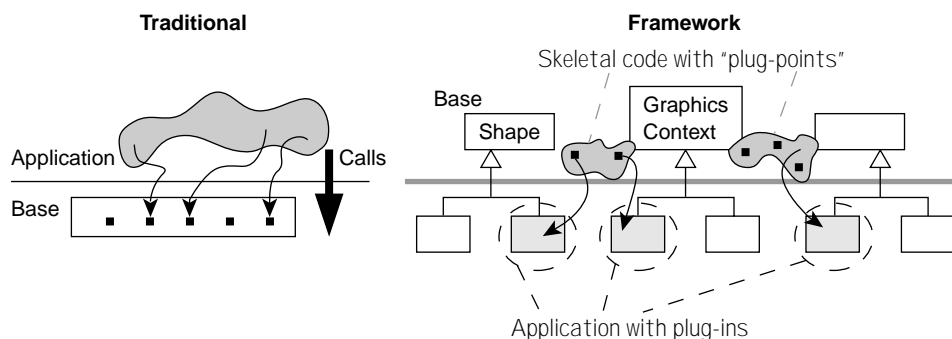 Traditional
Application
Calls
Base
Framework
Skeletal code with “plug-points”
Base
Shape
Graphics
Context
Application with plug-ins